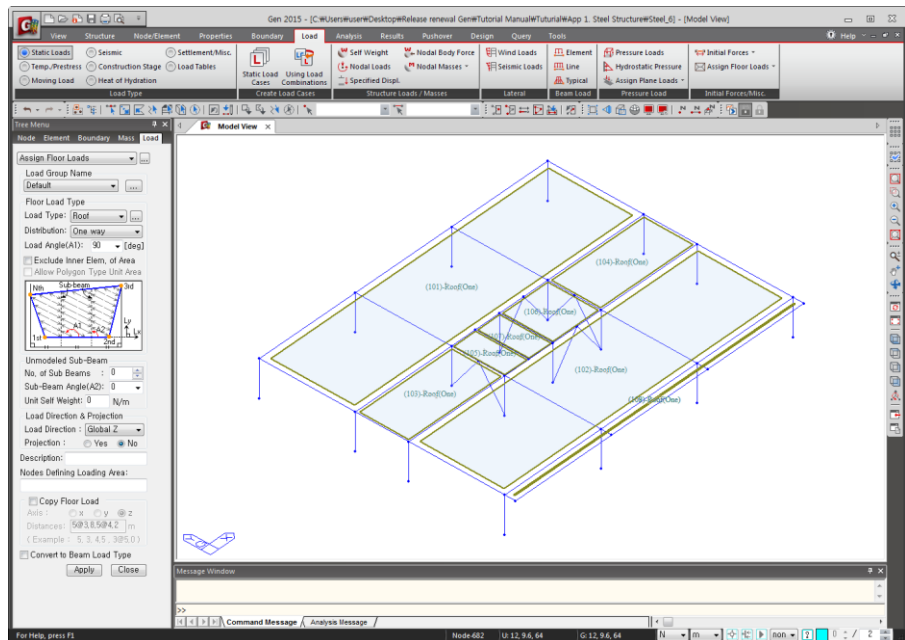 Gen 2015 - [C:\Users\user\Desktop\Release renewal Gen\Tutorial Manual\Tutorial\App 1. Steel Structure\Steel_6] - [Model View]
View Structure Node/Element Properties Boundary Load Analysis Results Pushover Design Query Tools Help
Static Loads Seismic Settlement/Misc.
Temp./Prestress Construction Stage Load Tables
Moving Load Heat of Hydration
Load Type
Static Load Cases
Using Load Combinations
Create Load Cases
Self Weight Nodal Body Force
Nodal Loads Nodal Masses
Specified Displ.
Structure Loads / Masses
Wind Loads
Seismic Loads
Lateral
Element
Line
Typical
Beam Load
Pressure Loads
Hydrostatic Pressure
Assign Plane Loads
Pressure Load
Initial Forces
Assign Floor Loads
Initial Forces/Misc.
Tree Menu
Node Element Boundary Mass Load
Assign Floor Loads
Load Group Name
Default
Floor Load Type
Load Type: Roof
Distribution: One way
Load Angle(A1): 90 [deg]
Exclude Inner Elem. of Area
Allow Polygon Type Unit Area
Nth Sub-beam 3rd
A1 A2 Ly Lx
1st 2nd
Unmodeled Sub-Beam
No. of Sub Beams : 0
Sub-Beam Angle(A2): 0
Unit Self Weight: 0 N/m
Load Direction & Projection
Load Direction : Global Z
Projection : Yes No
Description:
Nodes Defining Loading Area:
Copy Floor Load
Axis : x y z
Distances: 5@3.8,5@4.2 m
( Example : 5, 3, 4.5, 3@5.0 )
Convert to Beam Load Type
Apply Close
Model View
(104)-Roof(One)
(101)-Roof(One)
(106)-Roof(One)
(107)-Roof(One)
(105)-Roof(One)
(102)-Roof(One)
(103)-Roof(One)
(108)-Roof(One)
Message Window
>>
Command Message Analysis Message
For Help, press F1 Node-682 U: 12, 9.6, 64 G: 12, 9.6, 64 N m non ? 0 / 2